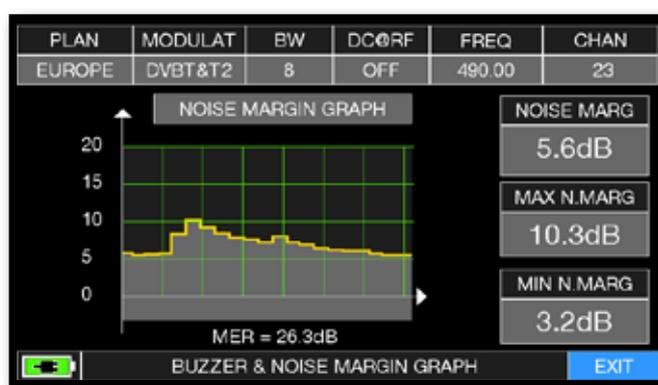 PLAN MODULAT BW DC@RF FREQ CHAN
EUROPE DVBT&T2 8 OFF 490.00 23
NOISE MARGIN GRAPH
20
15
10
5
0
MER = 26.3dB
NOISE MARG
5.6dB
MAX N.MARG
10.3dB
MIN N.MARG
3.2dB
BUZZER & NOISE MARGIN GRAPH EXIT